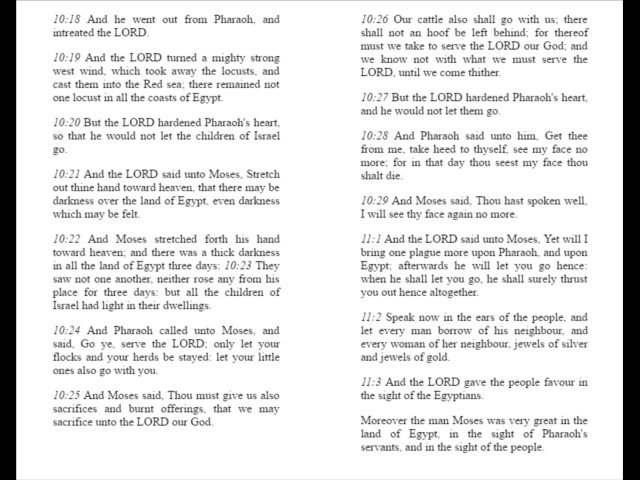 10:18 And he went out from Pharaoh, and
intreated the LORD.
10:19 And the LORD turned a mighty strong
west wind, which took away the locusts, and
cast them into the Red sea; there remained not
one locust in all the coasts of Egypt.
10:20 But the LORD hardened Pharaoh's heart,
so that he would not let the children of Israel
go.
10:21 And the LORD said unto Moses, Stretch
out thine hand toward heaven, that there may be
darkness over the land of Egypt, even darkness
which may be felt.
10:22 And Moses stretched forth his hand
toward heaven; and there was a thick darkness
in all the land of Egypt three days: 10:23 They
saw not one another, neither rose any from his
place for three days: but all the children of
Israel had light in their dwellings.
10:24 And Pharaoh called unto Moses, and
said, Go ye, serve the LORD; only let your
flocks and your herds be stayed: let your little
ones also go with you.
10:25 And Moses said, Thou must give us also
sacrifices and burnt offerings, that we may
sacrifice unto the LORD our God.
10:26 Our cattle also shall go with us; there
shall not an hoof be left behind; for thereof
must we take to serve the LORD our God; and
we know not with what we must serve the
LORD, until we come thither.
10:27 But the LORD hardened Pharaoh's heart,
and he would not let them go.
10:28 And Pharaoh said unto him, Get thee
from me, take heed to thyself, see my face no
more; for in that day thou seest my face thou
shalt die.
10:29 And Moses said, Thou hast spoken well,
I will see thy face again no more.
11:1 And the LORD said unto Moses, Yet will I
bring one plague more upon Pharaoh, and upon
Egypt; afterwards he will let you go hence:
when he shall let you go, he shall surely thrust
you out hence altogether.
11:2 Speak now in the ears of the people, and
let every man borrow of his neighbour, and
every woman of her neighbour, jewels of silver
and jewels of gold.
11:3 And the LORD gave the people favour in
the sight of the Egyptians.
Moreover the man Moses was very great in the
land of Egypt, in the sight of Pharaoh's
servants, and in the sight of the people.